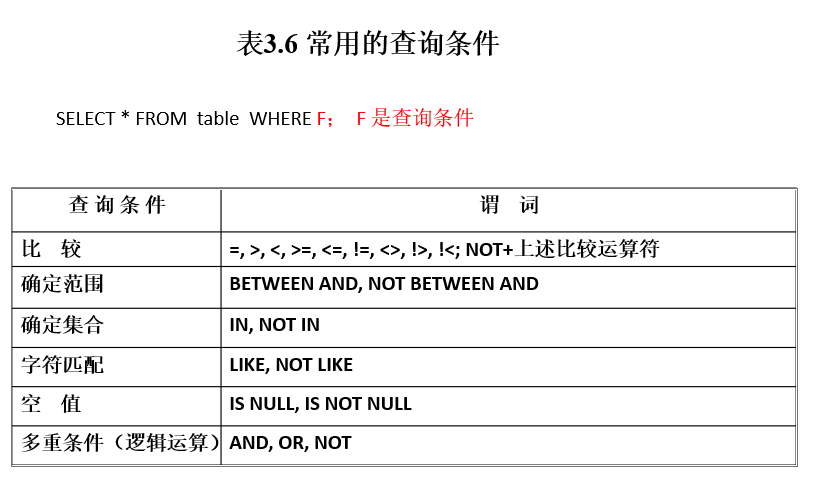 表3.6 常用的查询条件
SELECT * FROM table WHERE F； F 是查询条件
查 询 条 件 谓 词
比 较 =, >, <, >=, <=, !=, <>, !>, !<; NOT+上述比较运算符
确定范围 BETWEEN AND, NOT BETWEEN AND
确定集合 IN, NOT IN
字符匹配 LIKE, NOT LIKE
空 值 IS NULL, IS NOT NULL
多重条件（逻辑运算） AND, OR, NOT